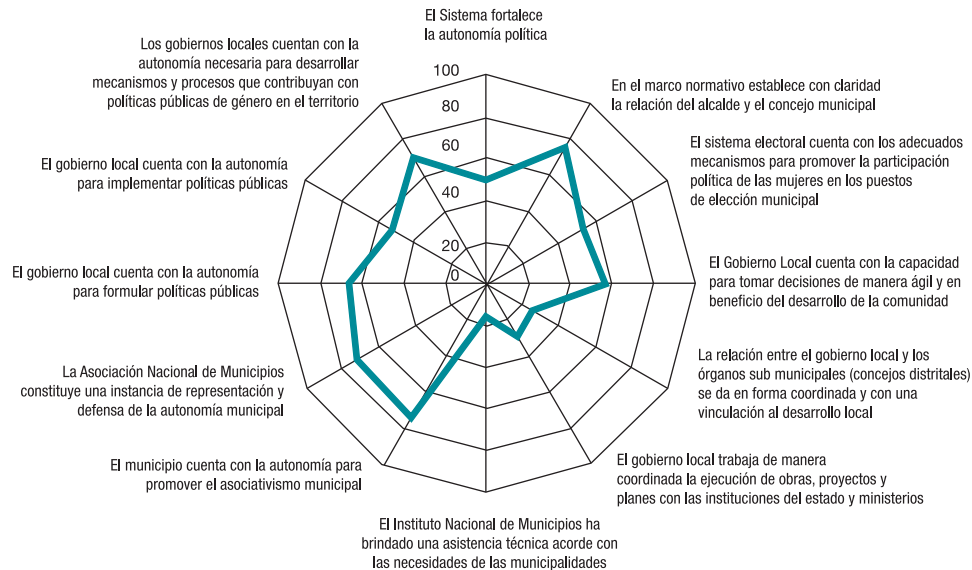 El Sistema fortalece
la autonomía política
Los gobiernos locales cuentan con la
autonomía necesaria para desarrollar
mecanismos y procesos que contribuyan con
políticas públicas de género en el territorio
En el marco normativo establece con claridad
la relación del alcalde y el concejo municipal
El sistema electoral cuenta con los adecuados
mecanismos para promover la participación
política de las mujeres en los puestos
de elección municipal
El gobierno local cuenta con la autonomía
para implementar políticas públicas
El gobierno local cuenta con la autonomía
para formular políticas públicas
El Gobierno Local cuenta con la capacidad
para tomar decisiones de manera ágil y en
beneficio del desarrollo de la comunidad
La Asociación Nacional de Municipios
constituye una instancia de representación y
defensa de la autonomía municipal
La relación entre el gobierno local y los
órganos sub municipales (concejos distritales)
se da en forma coordinada y con una
vinculación al desarrollo local
El municipio cuenta con la autonomía para
promover el asociativismo municipal
El gobierno local trabaja de manera
coordinada la ejecución de obras, proyectos y
planes con las instituciones del estado y ministerios
El Instituto Nacional de Municipios ha
brindado una asistencia técnica acorde con
las necesidades de las municipalidades
100
80
60
40
20
0